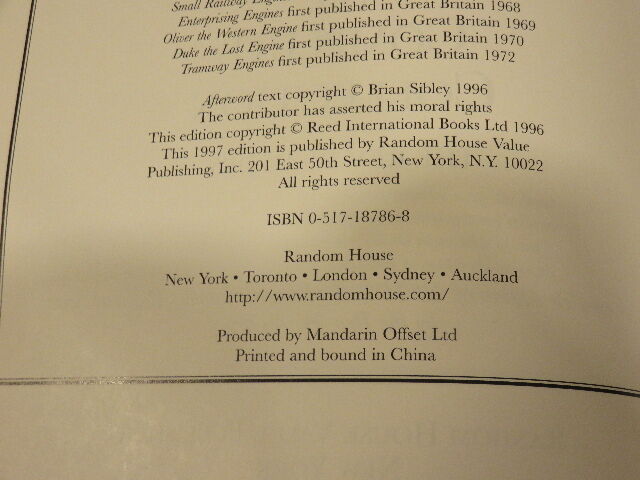 Small Railway Engines first published in Great Britain
Enterprising Engines first published in Great Britain 1968
Oliver the Western Engine first published in Great Britain 1969
Duke the Lost Engine first published in Great Britain 1970
Tramway Engines first published in Great Britain 1972
Afterword text copyright © Brian Sibley 1996
The contributor has asserted his moral rights
This edition copyright © Reed International Books Ltd 1996
This 1997 edition is published by Random House Value
Publishing, Inc. 201 East 50th Street, New York, N.Y. 10022
All rights reserved
ISBN 0-517-18786-8
Random House
New York • Toronto • London • Sydney • Auckland
http://www.randomhouse.com/
Produced by Mandarin Offset Ltd
Printed and bound in China